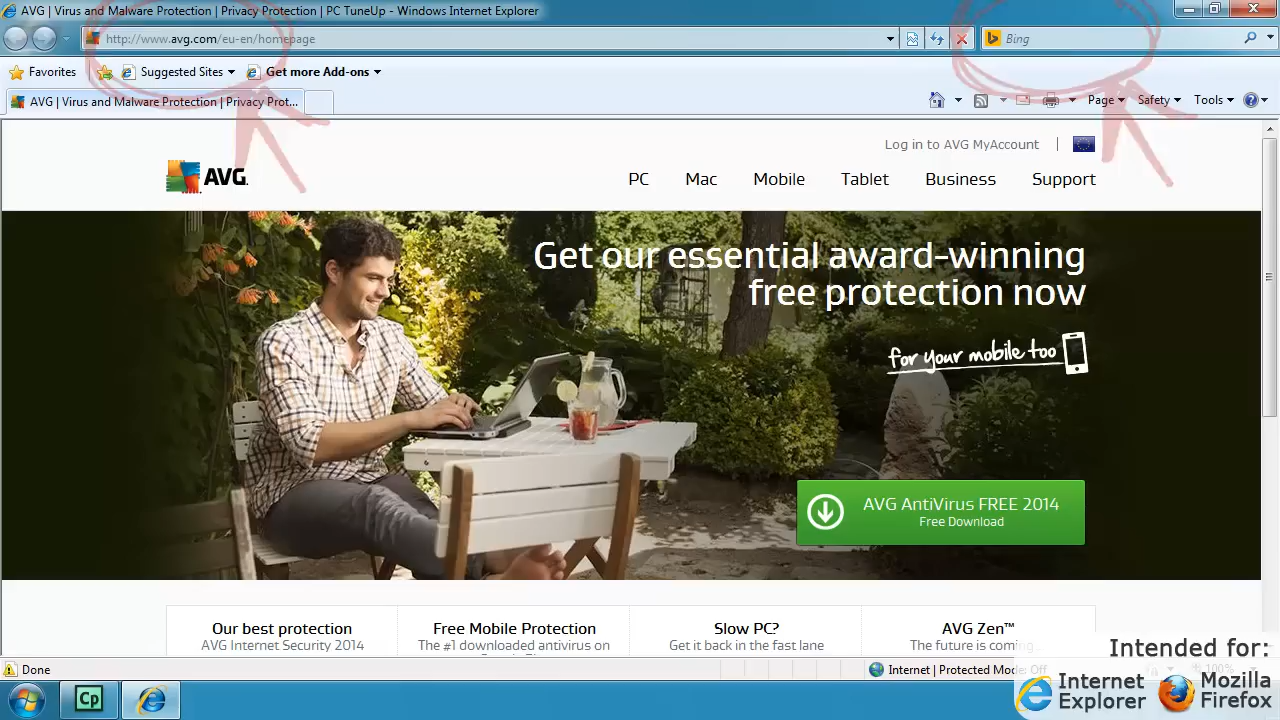 AVG | Virus and Malware Protection | Privacy Protection | PC TuneUp - Windows Internet Explorer
http://www.avg.com/eu-en/homepage
Bing
Favorites
Suggested Sites
Get more Add-ons
AVG | Virus and Malware Protection | Privacy Prot...
Page
Safety
Tools
Log in to AVG MyAccount
|
AVG.
PC
Mac
Mobile
Tablet
Business
Support
Get our essential award-winning
free protection now
for your mobile too
AVG AntiVirus FREE 2014
Free Download
Our best protection
AVG Internet Security 2014
Free Mobile Protection
The #1 downloaded antivirus on
Slow PC?
Get it back in the fast lane
AVG Zen™
The future is coming...
Done
Internet | Protected Mode: Off
100%
Cp
Intended for:
Internet
Explorer
Mozilla
Firefox